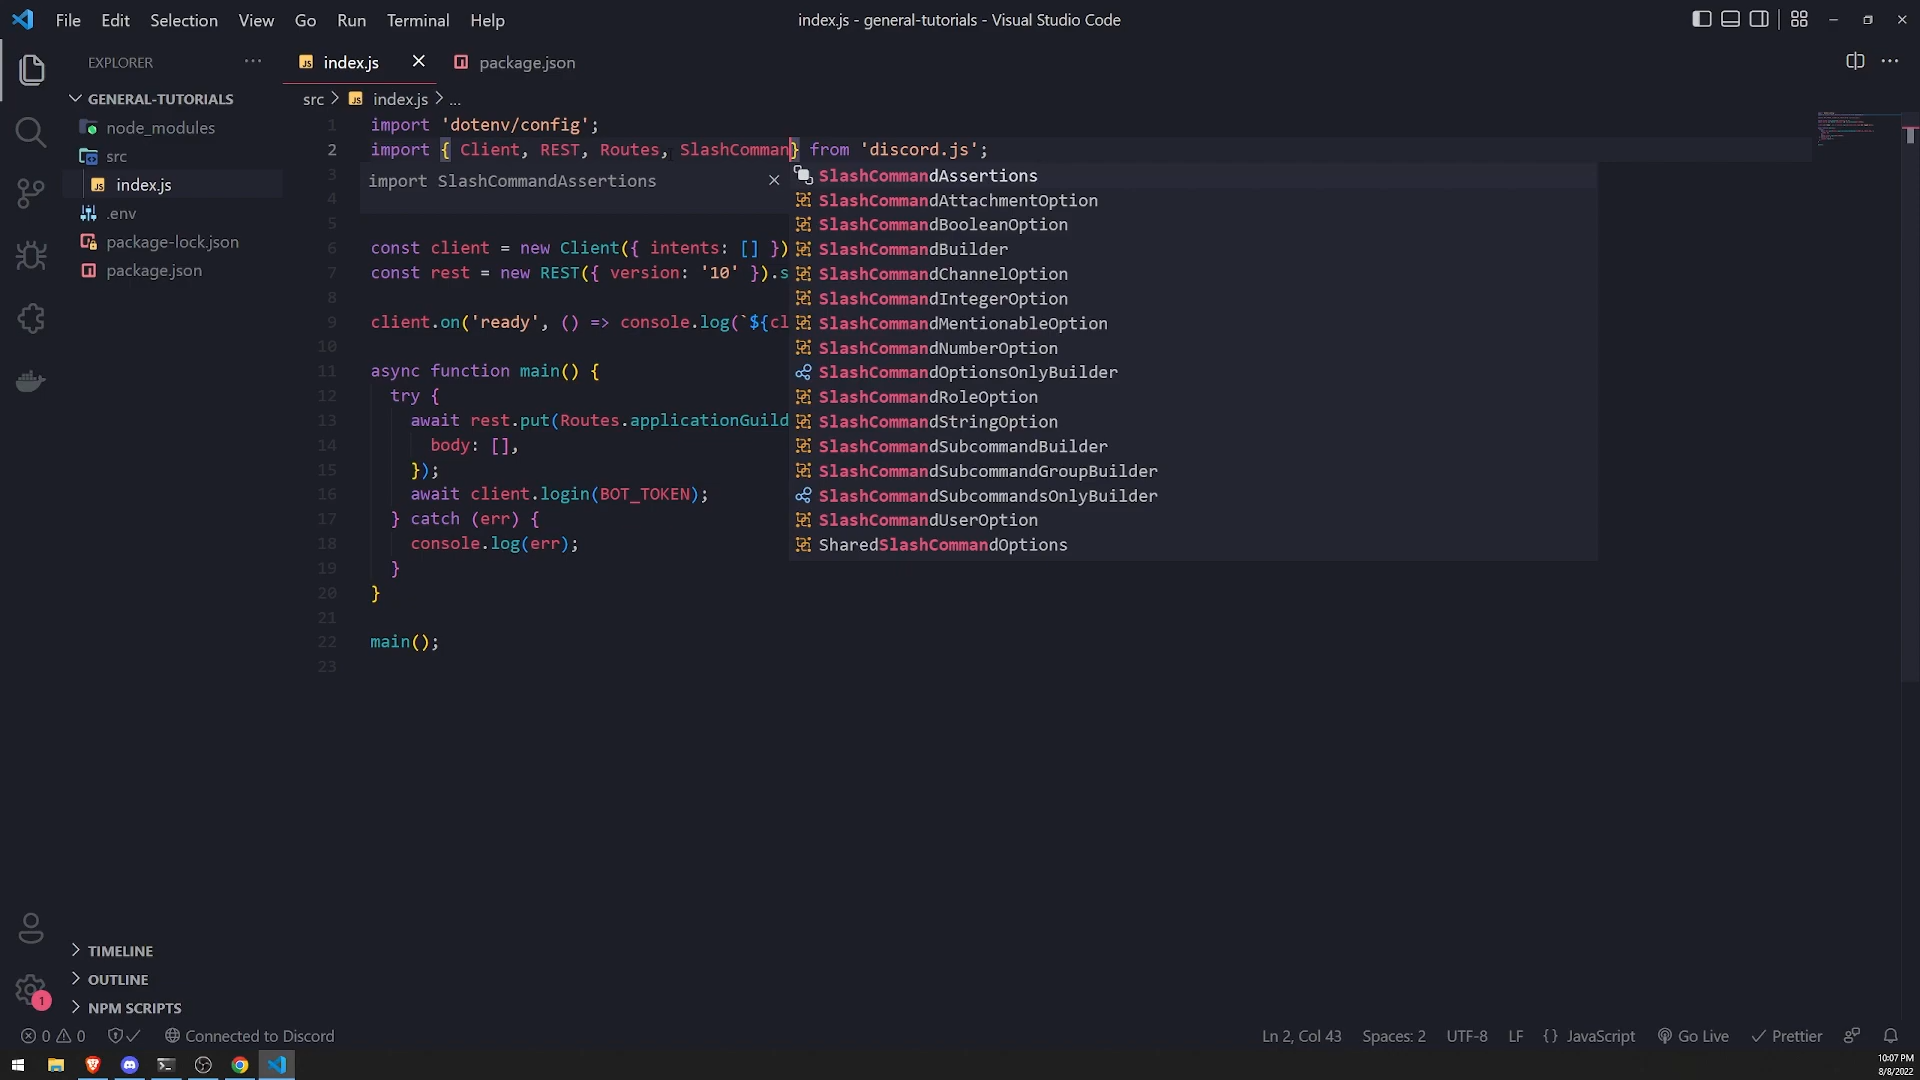 File Edit Selection View Go Run Terminal Help
index.js - general-tutorials - Visual Studio Code
EXPLORER
index.js
package.json
GENERAL-TUTORIALS
src > index.js > ...
node_modules
src
index.js
.env
package-lock.json
package.json
1 import 'dotenv/config';
2 import { Client, REST, Routes, SlashComman} from 'discord.js';
3
import SlashCommandAssertions
4
5
6 const client = new Client({ intents: [] })
7 const rest = new REST({ version: '10' }).s
8
9 client.on('ready', () => console.log(`${cl
10
11 async function main() {
12 try {
13 await rest.put(Routes.applicationGuild
14 body: [],
15 });
16 await client.login(BOT_TOKEN);
17 } catch (err) {
18 console.log(err);
19 }
20 }
21
22 main();
23
SlashCommandAssertions
SlashCommandAttachmentOption
SlashCommandBooleanOption
SlashCommandBuilder
SlashCommandChannelOption
SlashCommandIntegerOption
SlashCommandMentionableOption
SlashCommandNumberOption
SlashCommandOptionsOnlyBuilder
SlashCommandRoleOption
SlashCommandStringOption
SlashCommandSubcommandBuilder
SlashCommandSubcommandGroupBuilder
SlashCommandSubcommandsOnlyBuilder
SlashCommandUserOption
SharedSlashCommandOptions
TIMELINE
OUTLINE
NPM SCRIPTS
1
0 0 Connected to Discord
Ln 2, Col 43 Spaces: 2 UTF-8 LF {} JavaScript Go Live Prettier
10:07 PM
8/8/2022